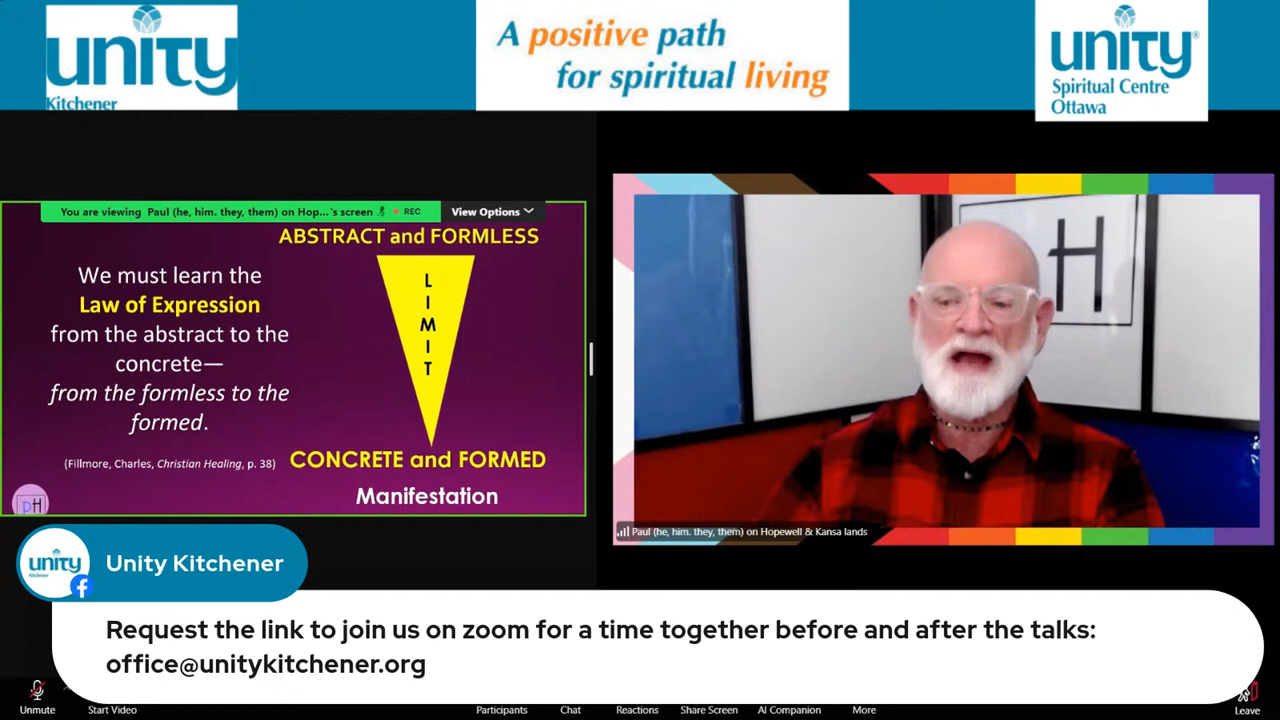 unity
Kitchener
A positive path
for spiritual living
unity®
Spiritual Centre
Ottawa
You are viewing Paul (he, him. they, them) on Hop...'s screen
REC
View Options
ABSTRACT and FORMLESS
We must learn the
Law of Expression
from the abstract to the
concrete—
from the formless to the
formed.
(Fillmore, Charles, Christian Healing, p. 38)
L
I
M
I
T
CONCRETE and FORMED
Manifestation
pH
H
Paul (he, him. they, them) on Hopewell & Kansa lands
unity
Kitchener
Unity Kitchener
Request the link to join us on zoom for a time together before and after the talks:
office@unitykitchener.org
Unmute
Start Video
Participants
Chat
Reactions
Share Screen
AI Companion
More
Leave